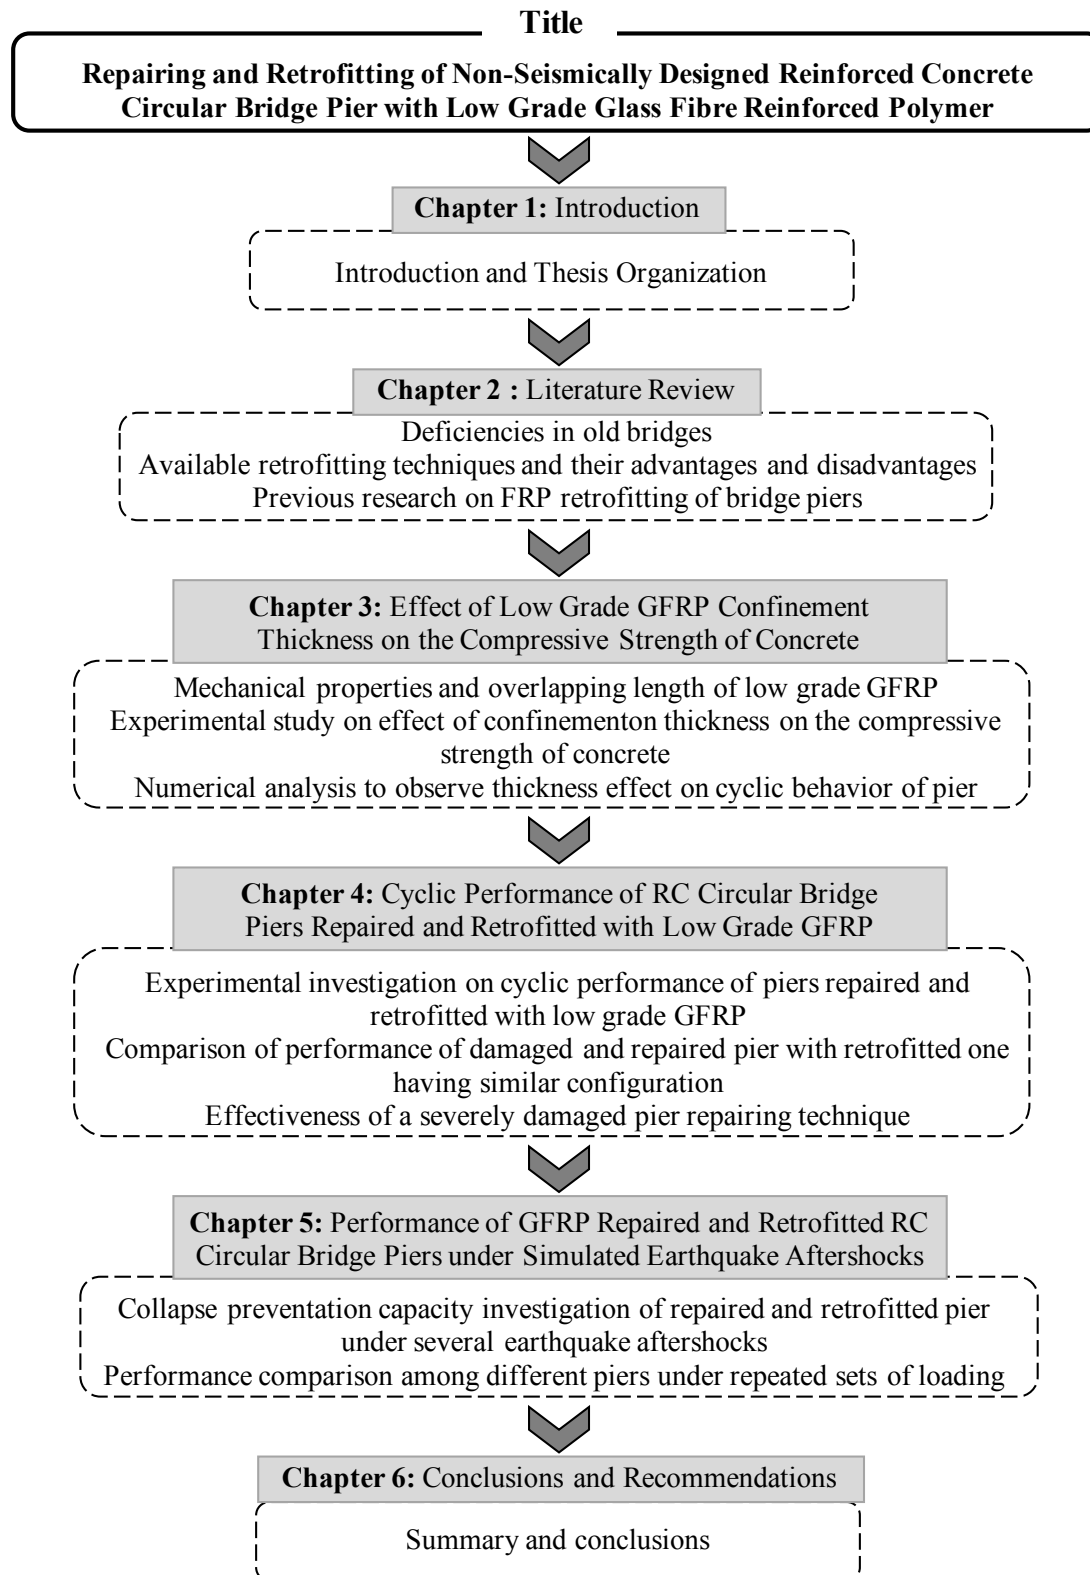 Title
Repairing and Retrofitting of Non-Seismically Designed Reinforced Concrete
Circular Bridge Pier with Low Grade Glass Fibre Reinforced Polymer
Chapter 1: Introduction
Introduction and Thesis Organization
Chapter 2 : Literature Review
Deficiencies in old bridges
Available retrofitting techniques and their advantages and disadvantages
Previous research on FRP retrofitting of bridge piers
Chapter 3: Effect of Low Grade GFRP Confinement
Thickness on the Compressive Strength of Concrete
Mechanical properties and overlapping length of low grade GFRP
Experimental study on effect of confinementon thickness on the compressive
strength of concrete
Numerical analysis to observe thickness effect on cyclic behavior of pier
Chapter 4: Cyclic Performance of RC Circular Bridge
Piers Repaired and Retrofitted with Low Grade GFRP
Experimental investigation on cyclic performance of piers repaired and
retrofitted with low grade GFRP
Comparison of performance of damaged and repaired pier with retrofitted one
having similar configuration
Effectiveness of a severely damaged pier repairing technique
Chapter 5: Performance of GFRP Repaired and Retrofitted RC
Circular Bridge Piers under Simulated Earthquake Aftershocks
Collapse preventation capacity investigation of repaired and retrofitted pier
under several earthquake aftershocks
Performance comparison among different piers under repeated sets of loading
Chapter 6: Conclusions and Recommendations
Summary and conclusions